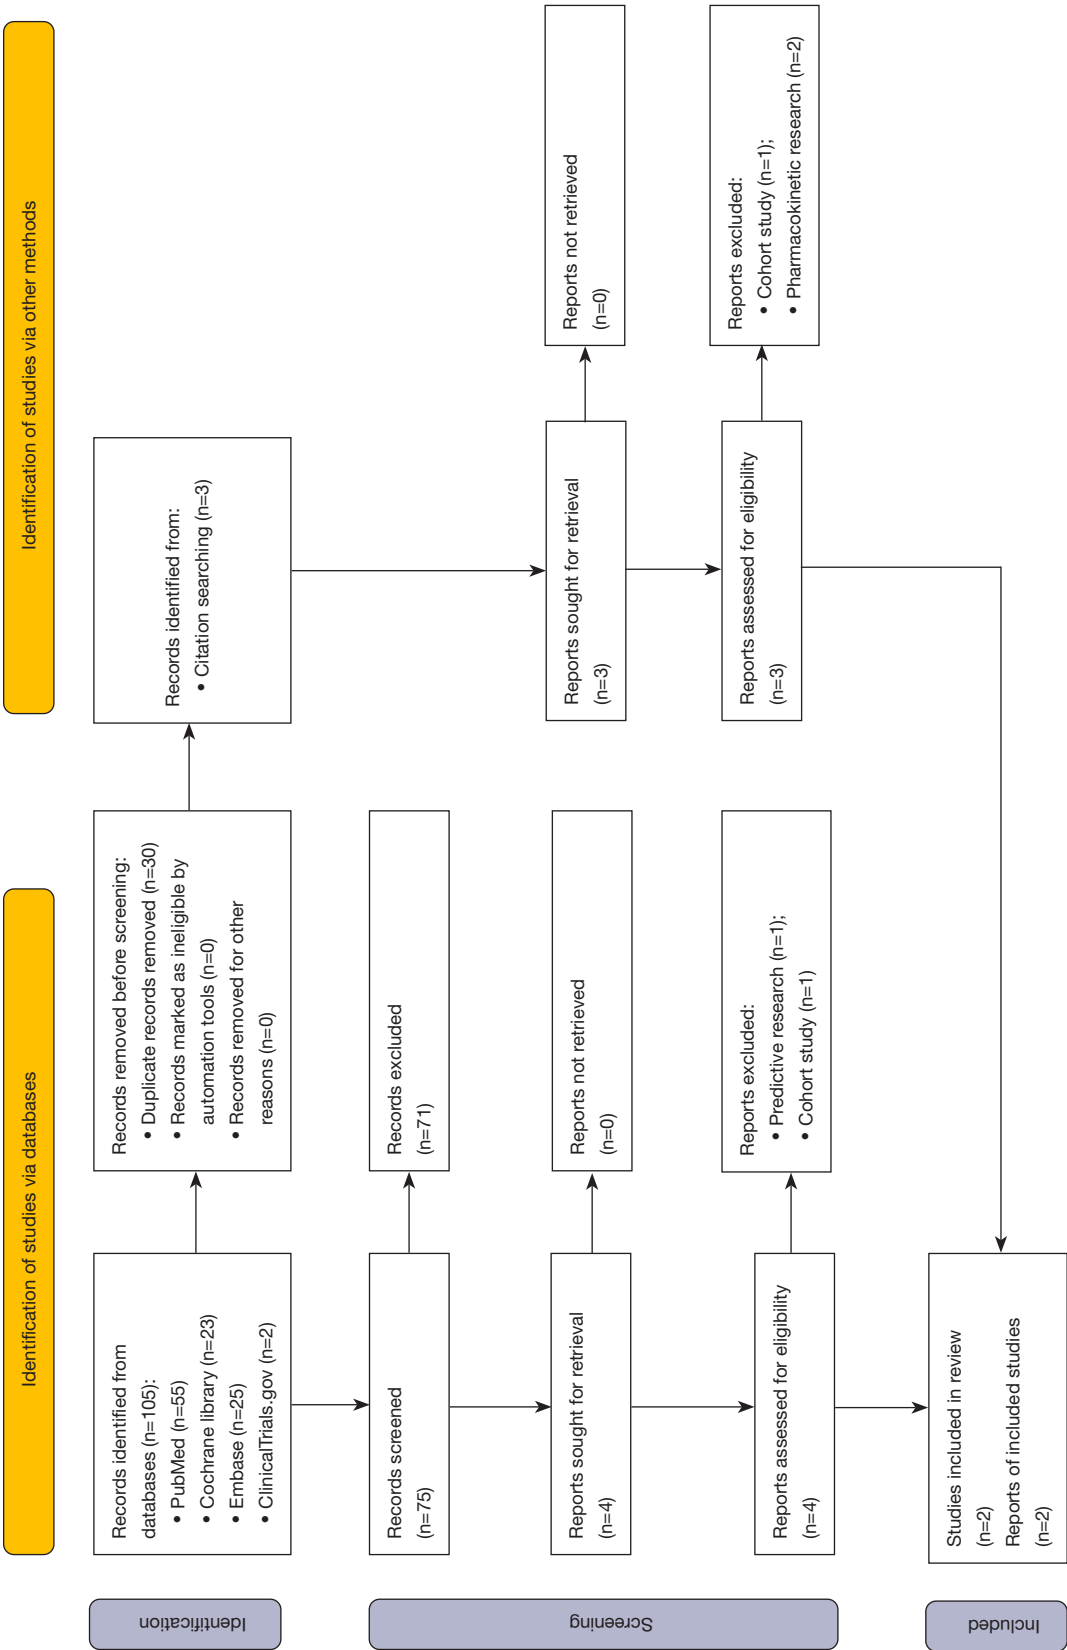 Identification of studies via databases
Identification of studies via other methods
Identification
Records identified from
databases (n=105):
• PubMed (n=55)
• Cochrane library (n=23)
• Embase (n=25)
• ClinicalTrials.gov (n=2)
Records removed before screening:
• Duplicate records removed (n=30)
• Records marked as ineligible by
automation tools (n=0)
• Records removed for other
reasons (n=0)
Records identified from:
• Citation searching (n=3)
Screening
Records screened
(n=75)
Records excluded
(n=71)
Reports sought for retrieval
(n=4)
Reports not retrieved
(n=0)
Reports sought for retrieval
(n=3)
Reports not retrieved
(n=0)
Reports assessed for eligibility
(n=4)
Reports excluded:
• Predictive research (n=1);
• Cohort study (n=1)
Reports assessed for eligibility
(n=3)
Reports excluded:
• Cohort study (n=1);
• Pharmacokinetic research (n=2)
Included
Studies included in review
(n=2)
Reports of included studies
(n=2)